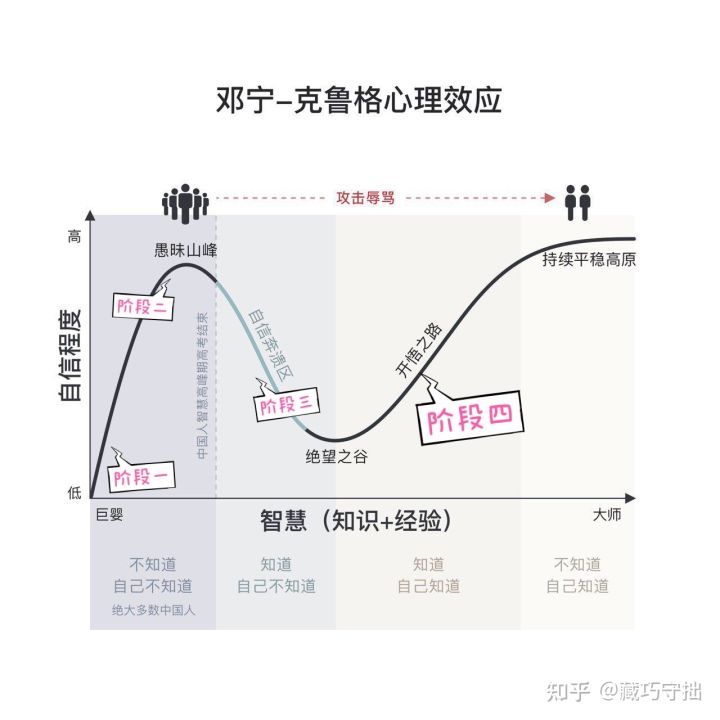 邓宁-克鲁格心理效应
攻击辱骂
高
愚昧山峰
持续平稳高原
阶段二
自信程度
中国人智慧高峰期高考结束
自信奔溃区
开悟之路
阶段三
阶段四
绝望之谷
阶段一
低
巨婴
智慧（知识+经验）
大师
不知道
自己不知道
绝大多数中国人
知道
自己不知道
知道
自己知道
不知道
自己知道
知乎 @藏巧守拙